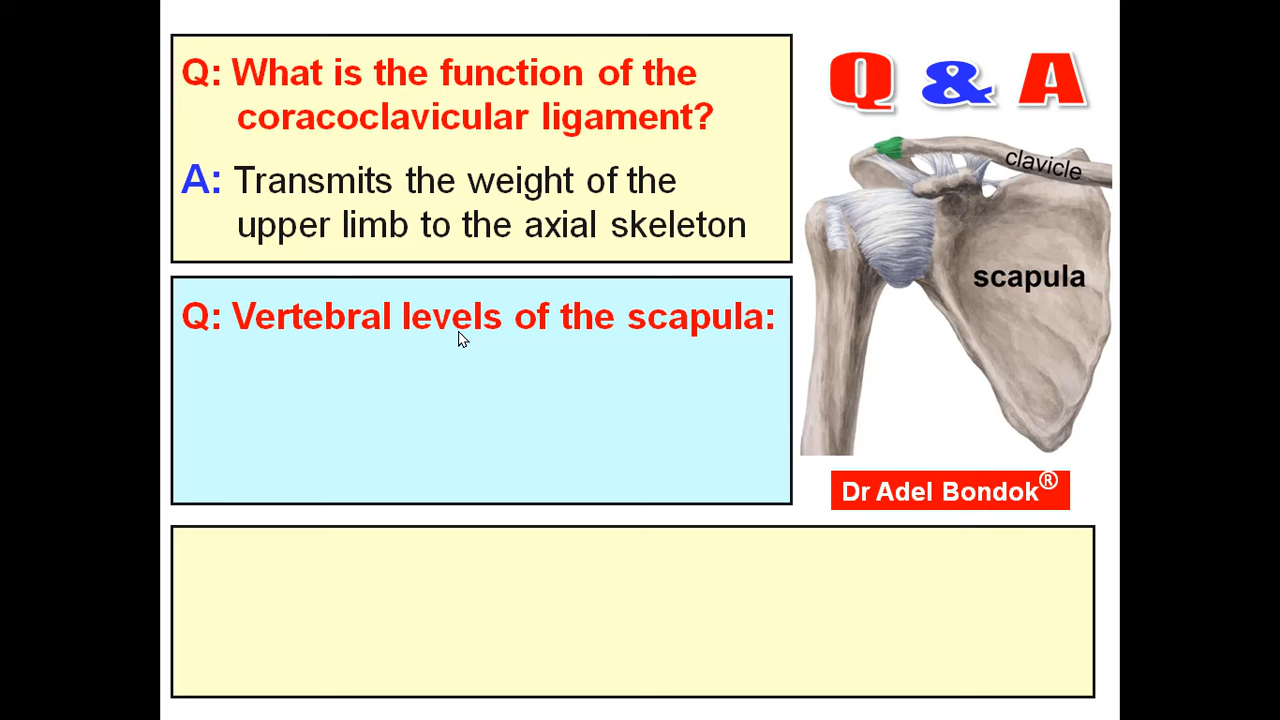 Q: What is the function of the
coracoclavicular ligament?
A: Transmits the weight of the
upper limb to the axial skeleton
Q: Vertebral levels of the scapula:
Q & A
clavicle
scapula
Dr Adel Bondok®